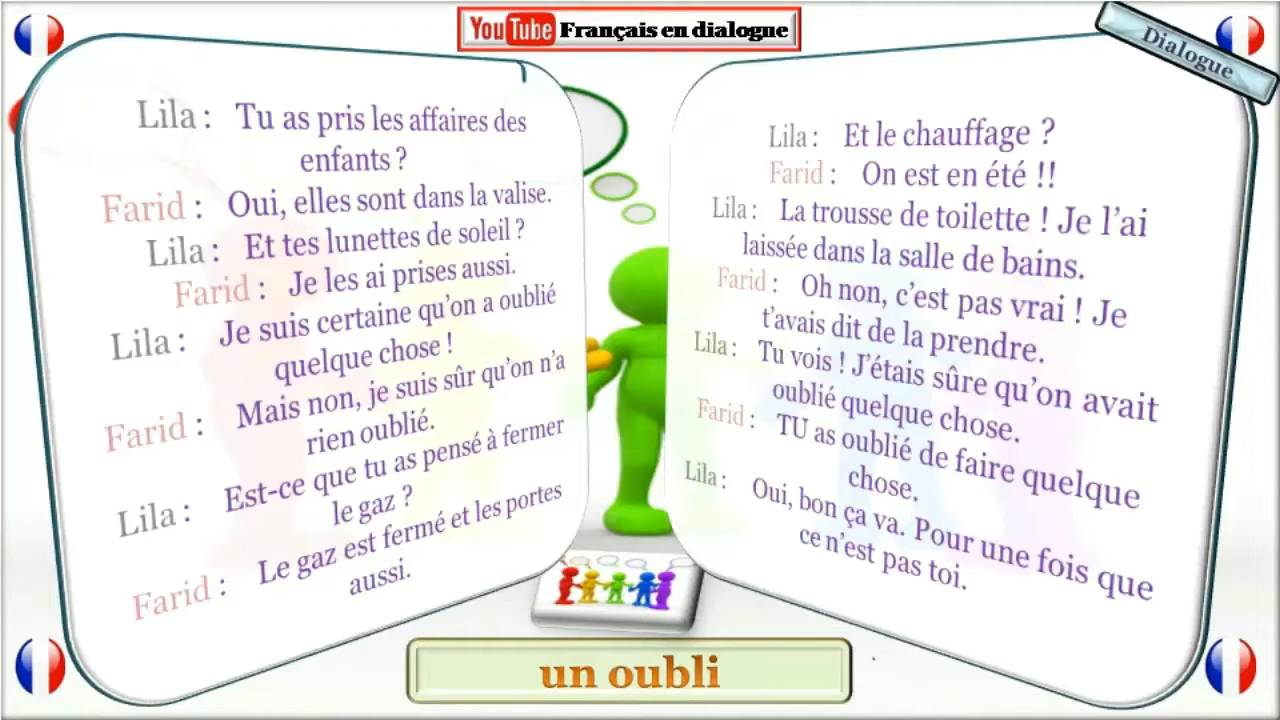 YouTube Français en dialogue
Dialogue
Lila : Tu as pris les affaires des
enfants ?
Farid : Oui, elles sont dans la valise.
Lila : Et tes lunettes de soleil ?
Farid : Je les ai prises aussi.
Lila : Je suis certaine qu’on a oublié
quelque chose !
Farid : Mais non, je suis sûr qu’on n’a
rien oublié.
Lila : Est-ce que tu as pensé à fermer
le gaz ?
Farid : Le gaz est fermé et les portes
aussi.
Lila : Et le chauffage ?
Farid : On est en été !!
Lila : La trousse de toilette ! Je l’ai
laissée dans la salle de bains.
Farid : Oh non, c’est pas vrai ! Je
t’avais dit de la prendre.
Lila : Tu vois ! J’étais sûre qu’on avait
oublié quelque chose.
Farid : TU as oublié de faire quelque
chose.
Lila : Oui, bon ça va. Pour une fois que
ce n’est pas toi.
un oubli